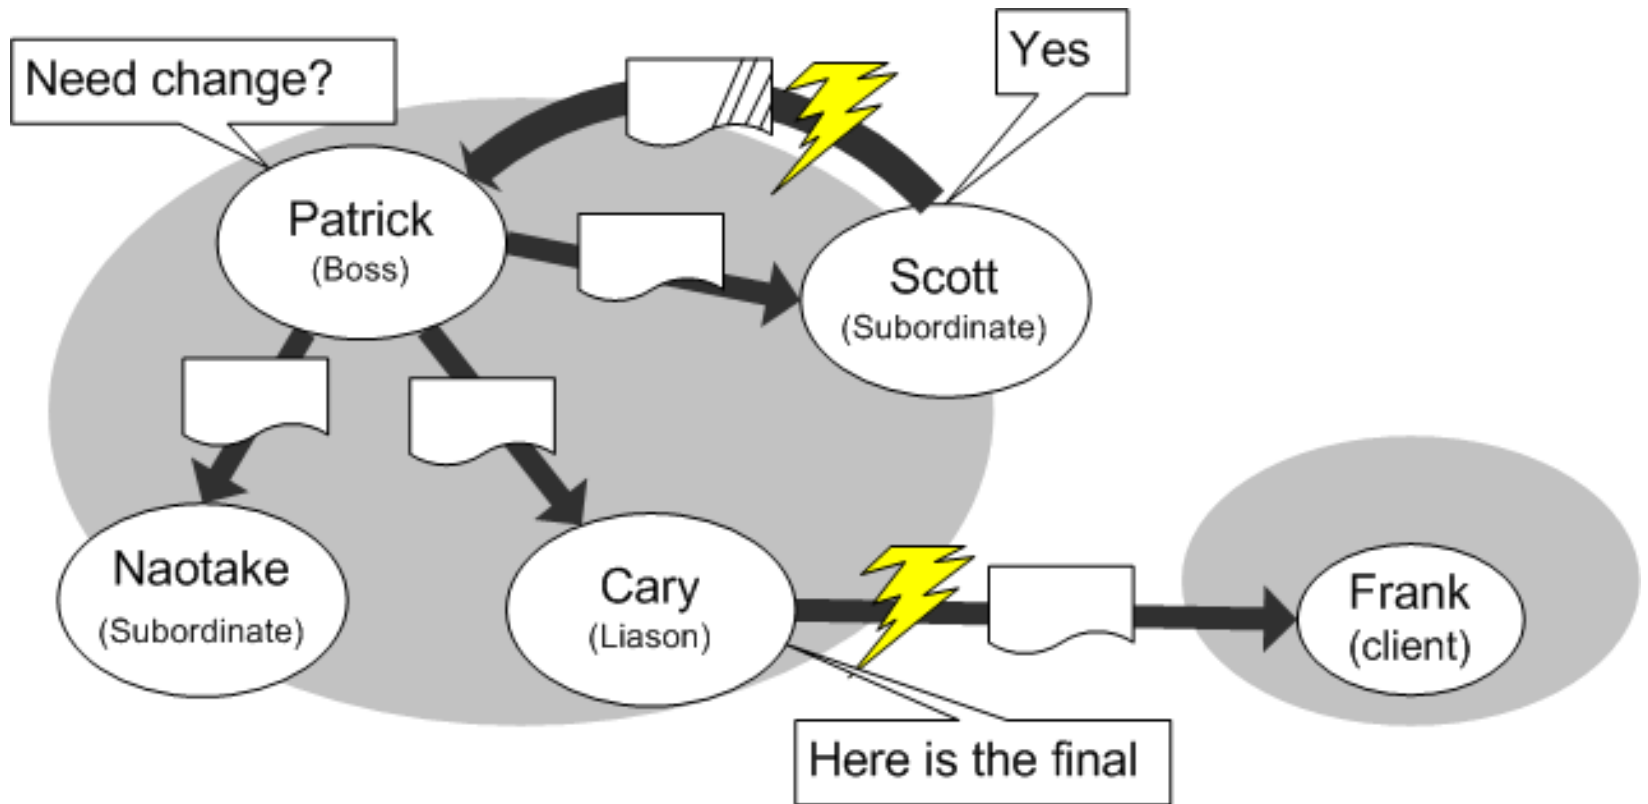 Need change?
Yes
Patrick
(Boss)
Scott
(Subordinate)
Naotake
(Subordinate)
Cary
(Liason)
Frank
(client)
Here is the final